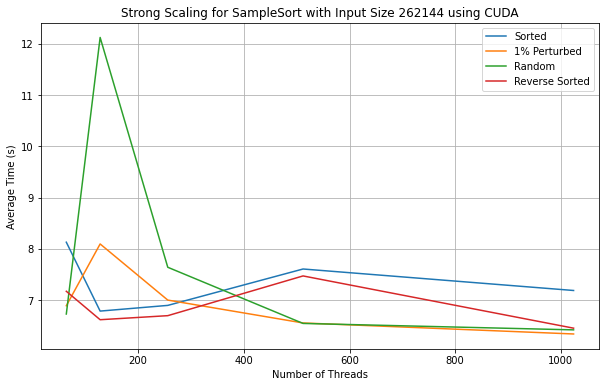 Strong Scaling for SampleSort with Input Size 262144 using CUDA
Sorted
1% Perturbed
Random
Reverse Sorted
12
11
10
9
8
7
Average Time (s)
200
400
600
800
1000
Number of Threads